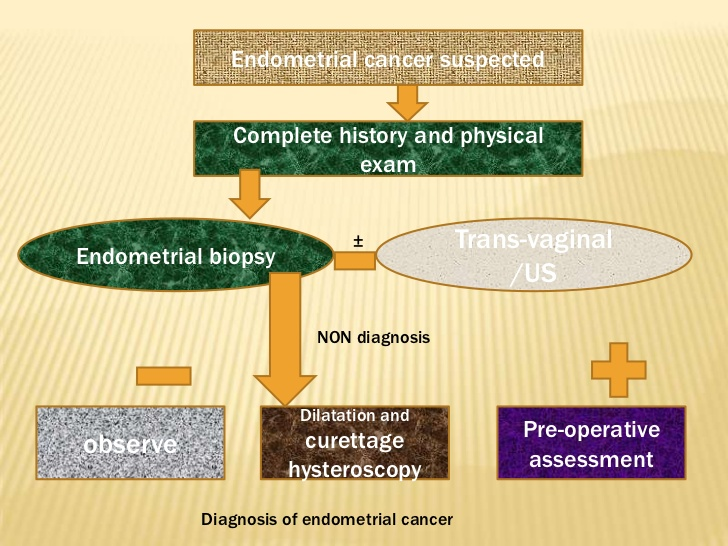 Endometrial cancer suspected
Complete history and physical
exam
Endometrial biopsy
±
Trans-vaginal
/US
NON diagnosis
observe
Dilatation and
curettage
hysteroscopy
Pre-operative
assessment
Diagnosis of endometrial cancer